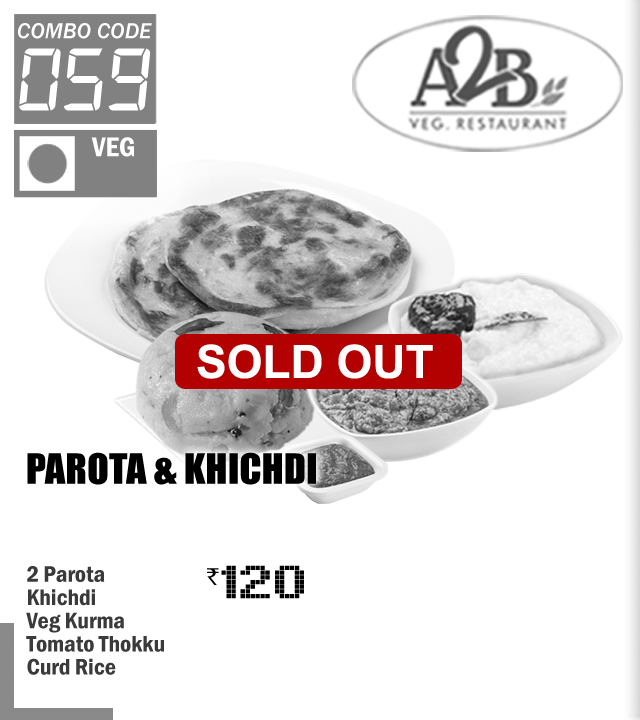 COMBO CODE
059
VEG
A2B
VEG. RESTAURANT
SOLD OUT
PAROTA & KHICHDI
2 Parota
Khichdi
Veg Kurma
Tomato Thokku
Curd Rice
₹120